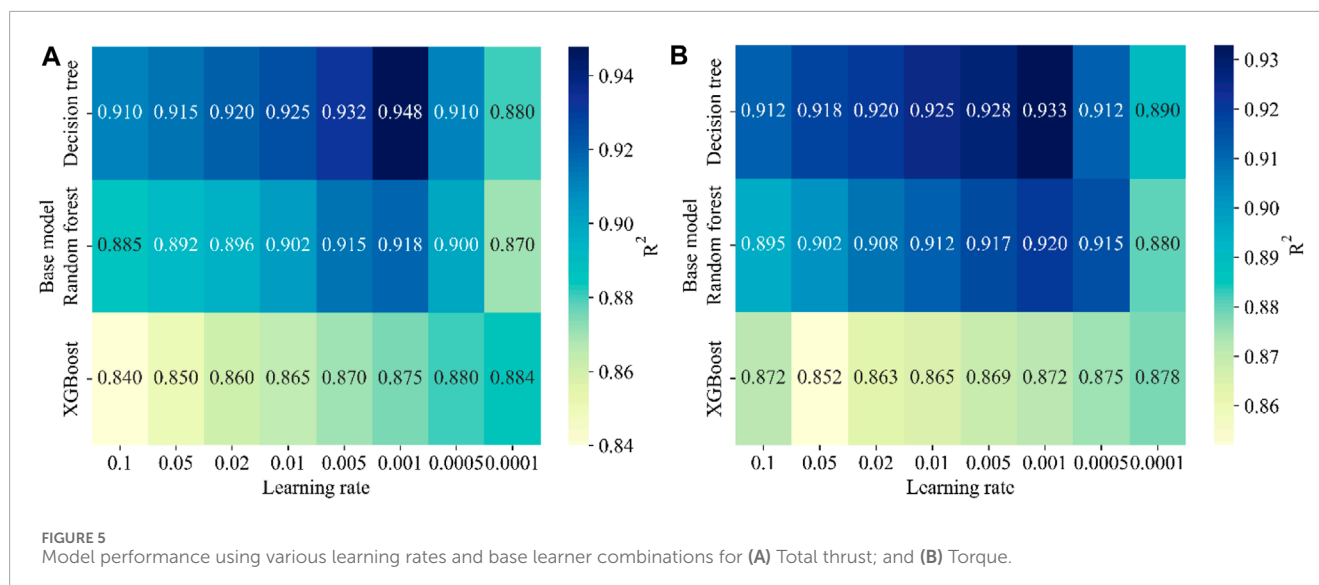 A
Base model
Decision tree
0.910 0.915 0.920 0.925 0.932 0.948 0.910 0.880
Random forest
0.885 0.892 0.896 0.902 0.915 0.918 0.900 0.870
XGBoost
0.840 0.850 0.860 0.865 0.870 0.875 0.880 0.884
0.1 0.05 0.02 0.01 0.005 0.001 0.0005 0.0001
Learning rate
0.94
0.92
0.90
0.88
0.86
0.84
R²
B
Base model
Decision tree
0.912 0.918 0.920 0.925 0.928 0.933 0.912 0.890
Random forest
0.895 0.902 0.908 0.912 0.917 0.920 0.915 0.880
XGBoost
0.872 0.852 0.863 0.865 0.869 0.872 0.875 0.878
0.1 0.05 0.02 0.01 0.005 0.001 0.0005 0.0001
Learning rate
0.93
0.92
0.91
0.90
0.89
0.88
0.87
0.86
R²
FIGURE 5
Model performance using various learning rates and base learner combinations for (A) Total thrust; and (B) Torque.